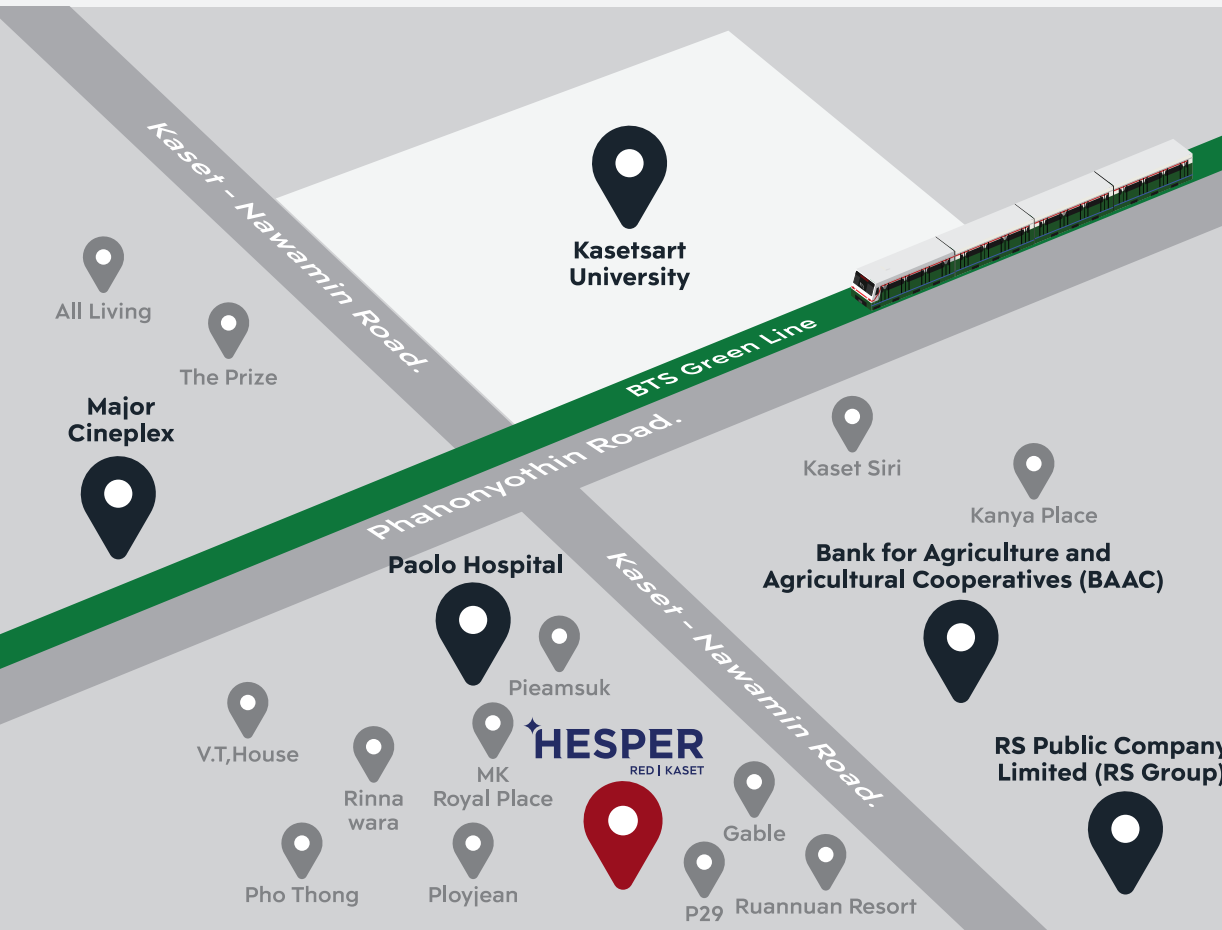 Kaset - Nawamin Road.
Kasetsart
University
All Living
The Prize
BTS Green Line
Major
Cineplex
Phahonyothin Road.
Kaset Siri
Kanya Place
Paolo Hospital
Kaset - Nawamin Road.
Bank for Agriculture and
Agricultural Cooperatives (BAAC)
Pieamsuk
V.T,House
HESPER
RED | KASET
RS Public Company
Limited (RS Group)
MK
Royal Place
Rinna
wara
Gable
Pho Thong
Ployjean
P29
Ruannuan Resort